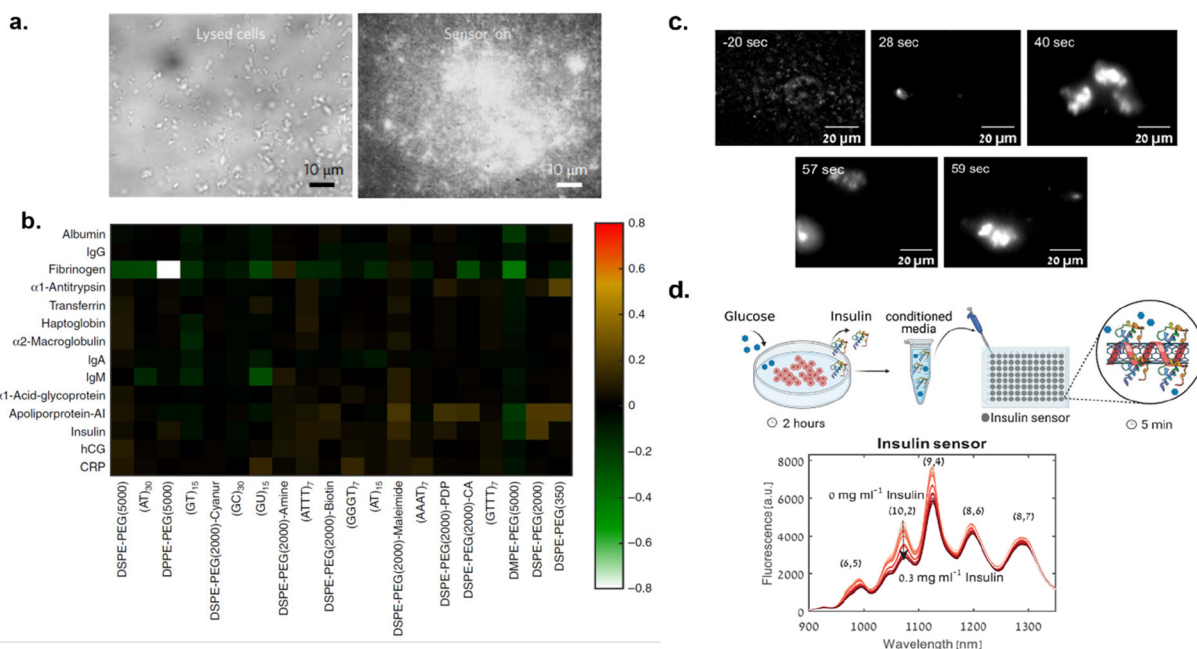 a.
Lysed cells
10 µm
Sensor 'on'
10 µm
b.
Albumin
IgG
Fibrinogen
α1-Antitrypsin
Transferrin
Haptoglobin
α2-Macroglobulin
IgA
IgM
α1-Acid-glycoprotein
Apoliporprotein-AI
Insulin
hCG
CRP
DSPE-PEG(5000)
(AT)30
DPPE-PEG(5000)
(GT)15
DSPE-PEG(2000)-Cyanur
(GC)30
(GU)15
DSPE-PEG(2000)-Amine
(ATTT)7
DSPE-PEG(2000)-Biotin
(GGGT)7
(AT)15
DSPE-PEG(2000)-Maleimide
(AAAT)7
DSPE-PEG(2000)-PDP
DSPE-PEG(2000)-CA
(GTTT)7
DMPE-PEG(5000)
DSPE-PEG(2000)
DSPE-PEG(350)
0.8
0.6
0.4
0.2
0
−0.2
−0.4
−0.6
−0.8
c.
-20 sec
20 µm
28 sec
20 µm
40 sec
20 µm
57 sec
20 µm
59 sec
20 µm
d.
Glucose
Insulin
conditioned
media
2 hours
Insulin sensor
5 min
Insulin sensor
Fluorescence [a.u.]
8000
6000
4000
2000
0
0 mg ml⁻¹ Insulin
0.3 mg ml⁻¹ Insulin
(6,5)
(10,2)
(9,4)
(8,6)
(8,7)
900
1000
1100
1200
1300
Wavelength [nm]